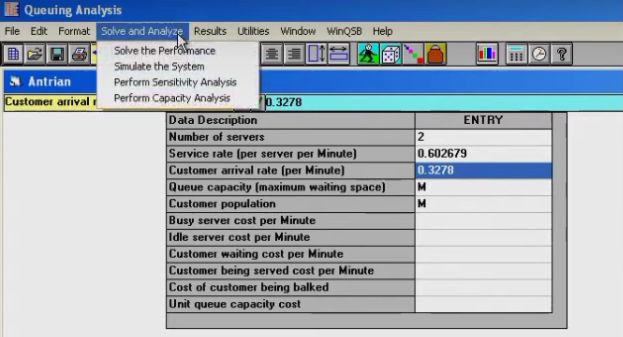 Queuing Analysis
File Edit Format Solve and Analyze Results Utilities Window WinQSB Help
Solve the Performance
Simulate the System
Perform Sensitivity Analysis
Perform Capacity Analysis
Antrian
Customer arrival 0.3278
Data Description ENTRY
Number of servers 2
Service rate (per server per Minute) 0.602679
Customer arrival rate (per Minute) 0.3278
Queue capacity (maximum waiting space) M
Customer population M
Busy server cost per Minute
Idle server cost per Minute
Customer waiting cost per Minute
Customer being served cost per Minute
Cost of customer being balked
Unit queue capacity cost